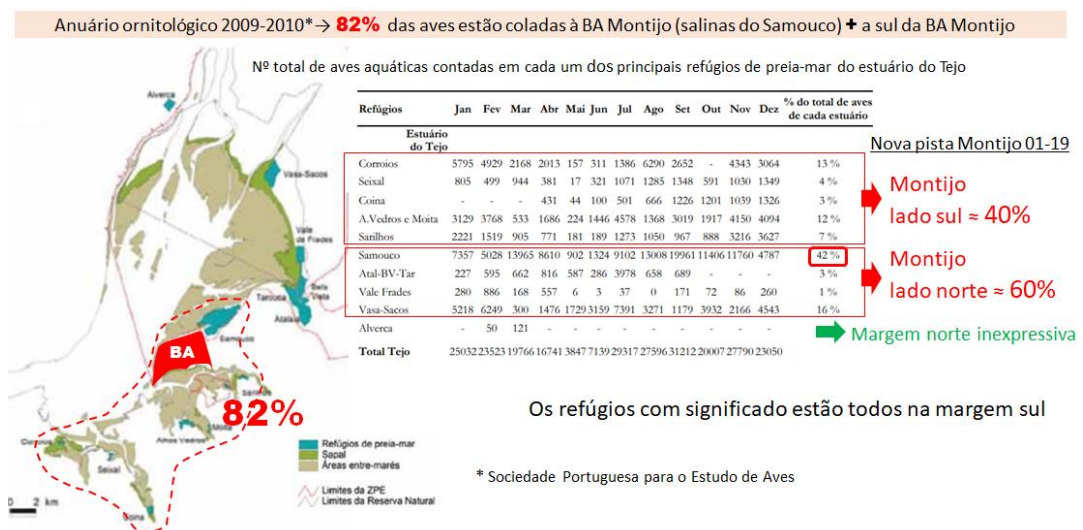 Anuário ornitológico 2009-2010*→ 82% das aves estão coladas à BA Montijo (salinas do Samouco) + a sul da BA Montijo
Nº total de aves aquáticas contadas em cada um dos principais refúgios de preia-mar do estuário do Tejo
Refúgios Jan Fev Mar Abr Mai Jun Jul Ago Set Out Nov Dez % do total de aves
de cada estuário
Estuário
do Tejo
Corroios 5795 4929 2168 2013 157 311 1386 6290 2652 - 4343 3064 13 %
Seixal 805 499 944 381 17 321 1071 1285 1348 591 1030 1349 4 %
Coina - - - 431 44 100 501 666 1226 1201 1039 1326 3 %
A.Vedros e Moita 3129 3768 533 1686 224 1446 4578 1368 3019 1917 4150 4094 12 %
Sarilhos 2221 1519 905 771 181 189 1273 1050 967 888 3216 3627 7 %
Samouco 7357 5028 13965 8610 902 1324 9102 13008 19961 11406 11760 4787 42 %
Atal-BV-Tar 227 595 662 816 587 286 3978 658 689 - - - 3 %
Vale Frades 280 886 168 557 6 3 37 0 171 72 86 260 1 %
Vasa-Sacos 5218 6249 300 1476 1729 3159 7391 3271 1179 3932 2166 4543 16 %
Alverca - 50 121 - - - - - - - - -
Total Tejo 25032 23523 19766 16741 3847 7139 29317 27596 31212 20007 27790 23050
Nova pista Montijo 01-19
Montijo
lado sul ≈ 40%
Montijo
lado norte ≈ 60%
Margem norte inexpressiva
Os refúgios com significado estão todos na margem sul
* Sociedade Portuguesa para o Estudo de Aves
Alverca
Vasa-Sacos
Vale
de Frades
Bela
Vista
Tarouca
Atalaia
Samouco
BA
Sarilhos
82%
Moita
Alhos Vedros
Corroios
Seixal
Coina
Refúgios de preia-mar
Sapal
Áreas entre-marés
Limites da ZPE
Limites da Reserva Natural
0 2 km